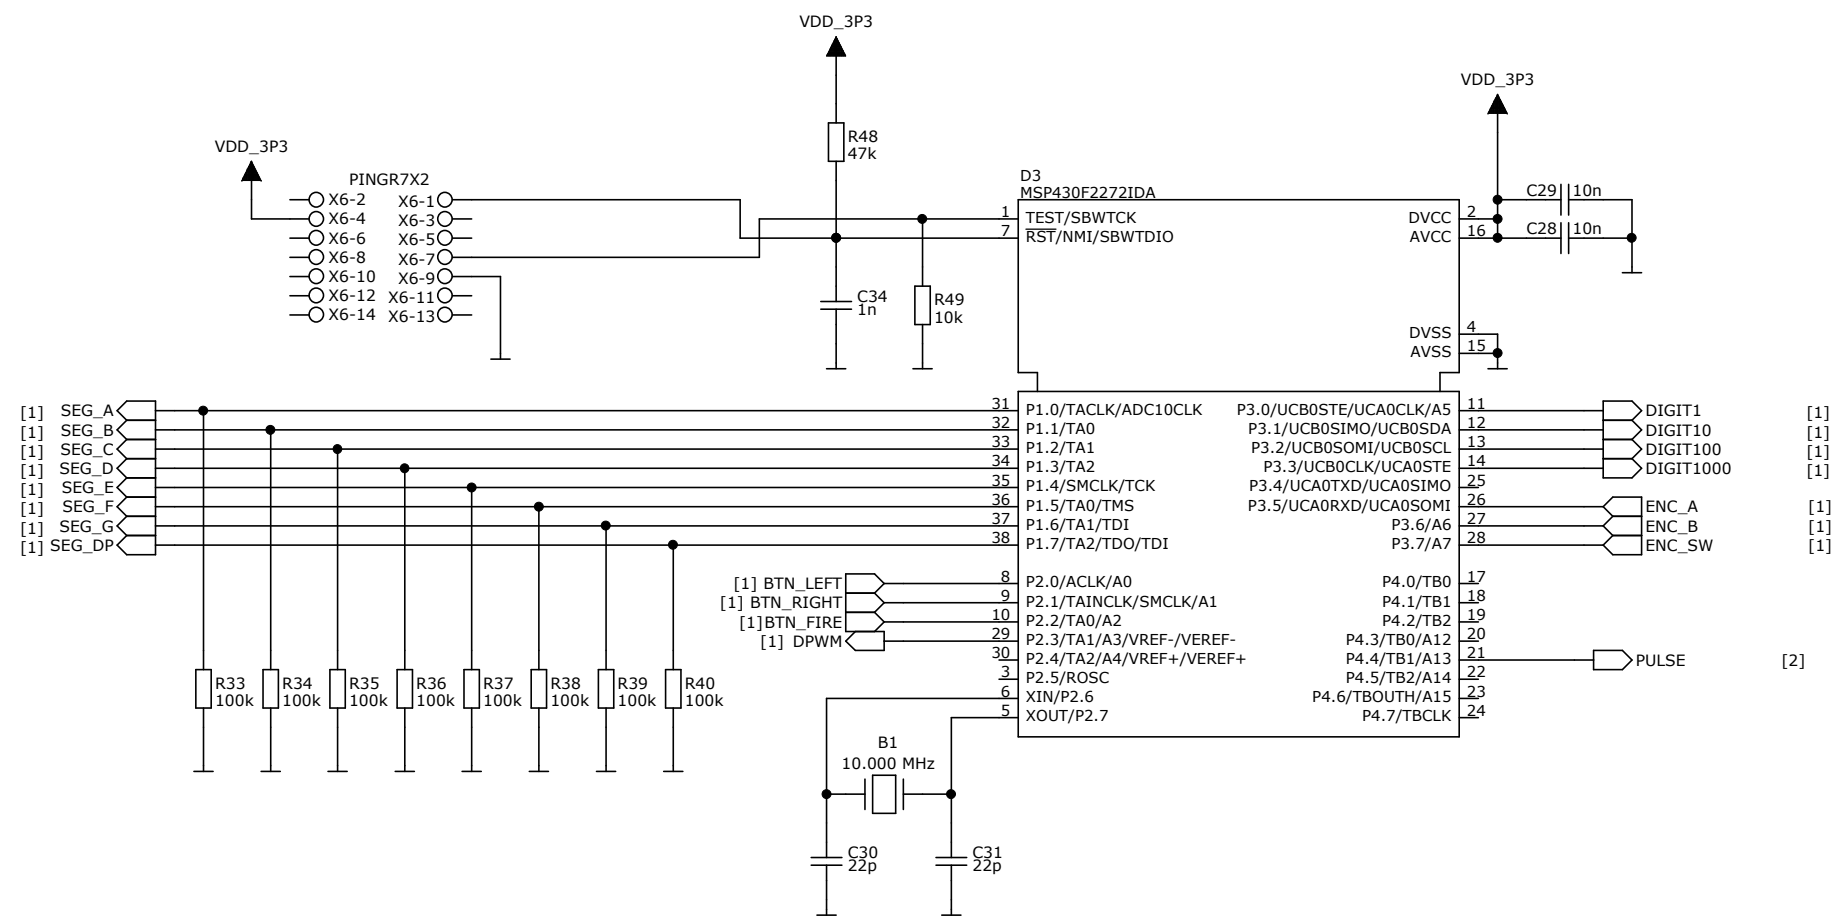 VDD_3P3
VDD_3P3
VDD_3P3
R48
47k
PINGR7X2
X6-2 X6-1
X6-4 X6-3
X6-6 X6-5
X6-8 X6-7
X6-10 X6-9
X6-12 X6-11
X6-14 X6-13
C34
1n
R49
10k
D3
MSP430F2272IDA
1 TEST/SBWTCK DVCC 2
7 RST/NMI/SBWTDIO AVCC 16
DVSS 4
AVSS 15
C29 10n
C28 10n
[1] SEG_A 31 P1.0/TACLK/ADC10CLK P3.0/UCB0STE/UCA0CLK/A5 11 DIGIT1 [1]
[1] SEG_B 32 P1.1/TA0 P3.1/UCB0SIMO/UCB0SDA 12 DIGIT10 [1]
[1] SEG_C 33 P1.2/TA1 P3.2/UCB0SOMI/UCB0SCL 13 DIGIT100 [1]
[1] SEG_D 34 P1.3/TA2 P3.3/UCB0CLK/UCA0STE 14 DIGIT1000 [1]
[1] SEG_E 35 P1.4/SMCLK/TCK P3.4/UCA0TXD/UCA0SIMO 25
[1] SEG_F 36 P1.5/TA0/TMS P3.5/UCA0RXD/UCA0SOMI 26 ENC_A [1]
[1] SEG_G 37 P1.6/TA1/TDI P3.6/A6 27 ENC_B [1]
[1] SEG_DP 38 P1.7/TA2/TDO/TDI P3.7/A7 28 ENC_SW [1]
[1] BTN_LEFT 8 P2.0/ACLK/A0 P4.0/TB0 17
[1] BTN_RIGHT 9 P2.1/TAINCLK/SMCLK/A1 P4.1/TB1 18
[1]BTN_FIRE 10 P2.2/TA0/A2 P4.2/TB2 19
[1] DPWM 29 P2.3/TA1/A3/VREF-/VEREF- P4.3/TB0/A12 20
30 P2.4/TA2/A4/VREF+/VEREF+ P4.4/TB1/A13 21 PULSE [2]
3 P2.5/ROSC P4.5/TB2/A14 22
6 XIN/P2.6 P4.6/TBOUTH/A15 23
5 XOUT/P2.7 P4.7/TBCLK 24
R33 R34 R35 R36 R37 R38 R39 R40
100k 100k 100k 100k 100k 100k 100k 100k
B1
10.000 MHz
C30 C31
22p 22p